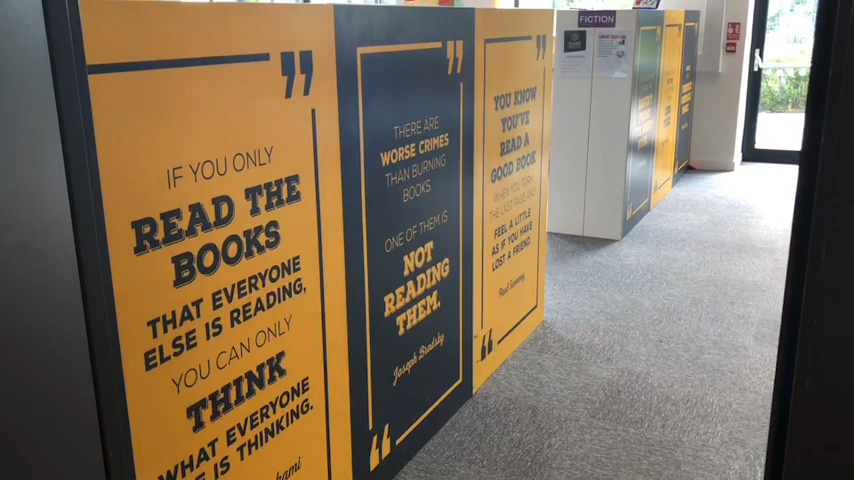 IF YOU ONLY
READ THE
BOOKS
THAT EVERYONE
ELSE IS READING,
YOU CAN ONLY
THINK
WHAT EVERYONE
IS THINKING.
THERE ARE
WORSE CRIMES
THAN BURNING
BOOKS
ONE OF THEM IS
NOT
READING
THEM.
Joseph Brodsky
YOU KNOW
YOU'VE
READ A
GOOD BOOK
WHEN YOU TURN
THE LAST PAGE AND
FEEL A LITTLE
AS IF YOU HAVE
LOST A FRIEND.
Paul Sweeney
FICTION